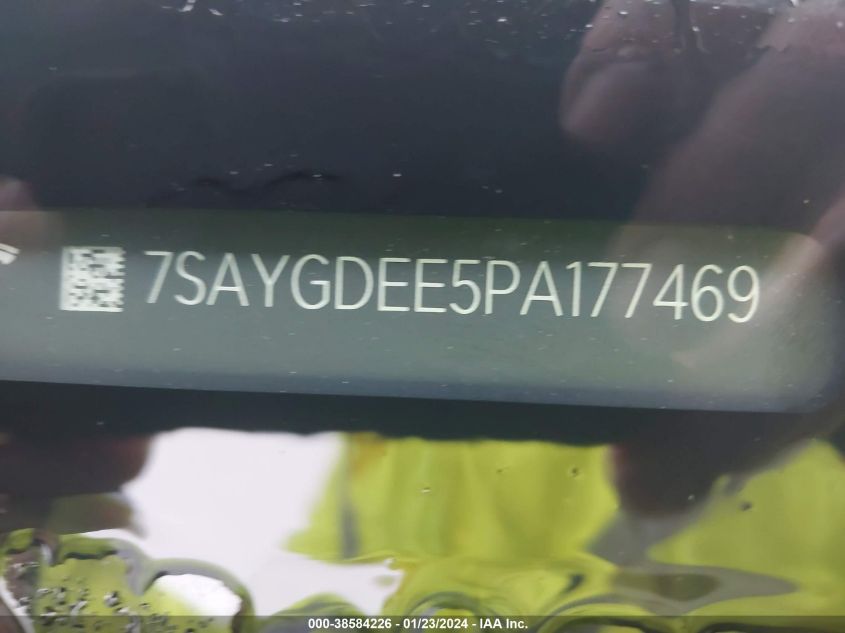 7SAYGDEE5PA177469
000-38584226 - 01/23/2024 - IAA Inc.